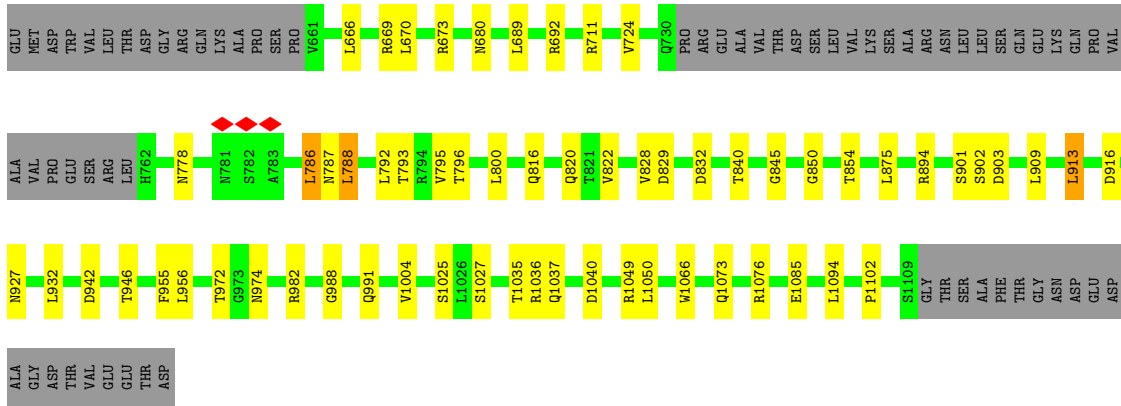 GLU MET ASP TRP VAL LEU THR ASP GLY ARG GLN LYS ALA PRO SER PRO V661 L666 R669 L670 R673 N680 L689 R692 R711 V724 Q730 PRO ARG GLU ALA VAL THR ASP SER LEU VAL LYS SER ALA ARG ASN LEU LEU SER GLN GLU LYS GLN PRO VAL
ALA VAL PRO GLU SER ARG LEU H762 N778 N781 S782 A783 L786 N787 L788 L792 T793 R794 V795 T796 L800 Q816 Q820 T821 V822 V828 D829 D832 T840 G845 G850 T854 L875 R894 S901 S902 D903 L909 L913 D916
N927 L932 D942 T946 F955 L956 T972 G973 N974 R982 G988 Q991 V1004 S1025 L1026 S1027 T1035 R1036 Q1037 D1040 R1049 L1050 W1066 Q1073 R1076 E1085 L1094 P1102 S1109 GLY THR SER ALA PHE THR GLY ASN ASP GLU ASP
ALA GLY ASP THR VAL GLU GLU THR ASP